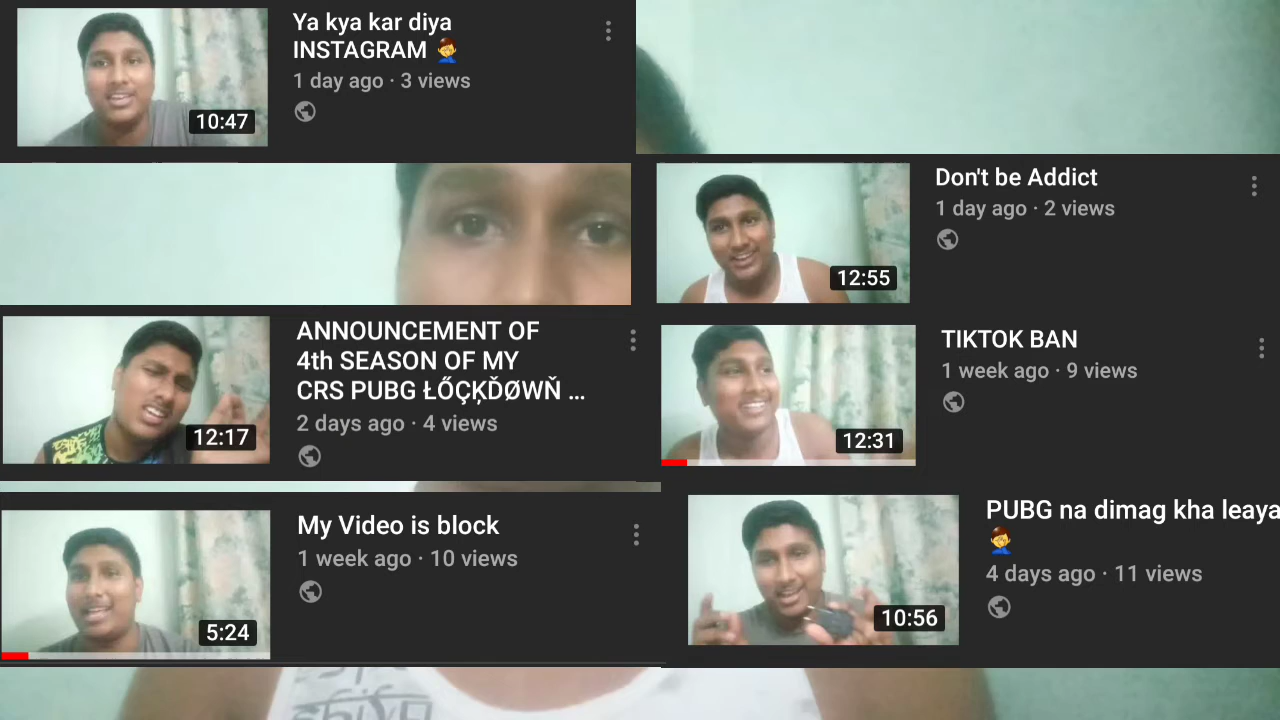 Ya kya kar diya
INSTAGRAM 🤦‍♂️
1 day ago · 3 views
10:47
Don't be Addict
1 day ago · 2 views
12:55
ANNOUNCEMENT OF
4th SEASON OF MY
CRS PUBG ŁŐÇĶĎØWŇ ...
2 days ago · 4 views
12:17
TIKTOK BAN
1 week ago · 9 views
12:31
My Video is block
1 week ago · 10 views
5:24
PUBG na dimag kha leaya
🤦‍♂️
4 days ago · 11 views
10:56